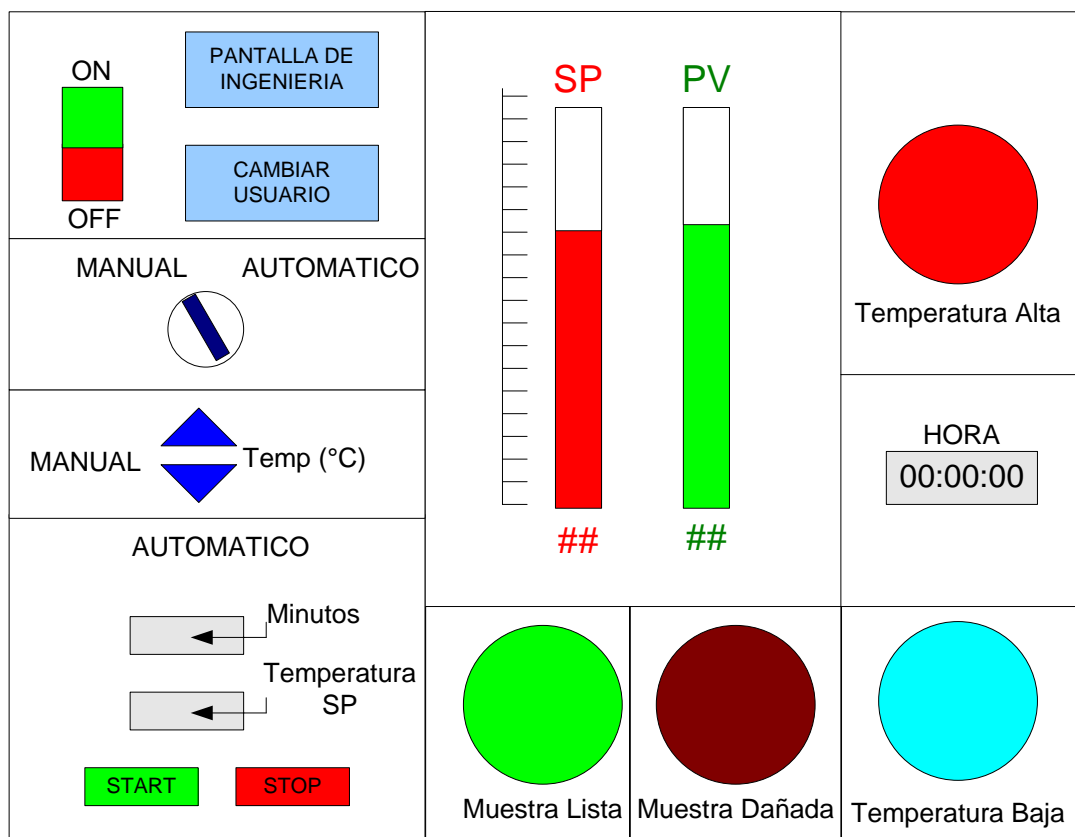 ON
OFF
PANTALLA DE
INGENIERIA
CAMBIAR
USUARIO
MANUAL
AUTOMATICO
MANUAL
Temp (°C)
AUTOMATICO
Minutos
Temperatura
SP
START
STOP
SP
PV
##
##
Temperatura Alta
HORA
00:00:00
Muestra Lista
Muestra Dañada
Temperatura Baja